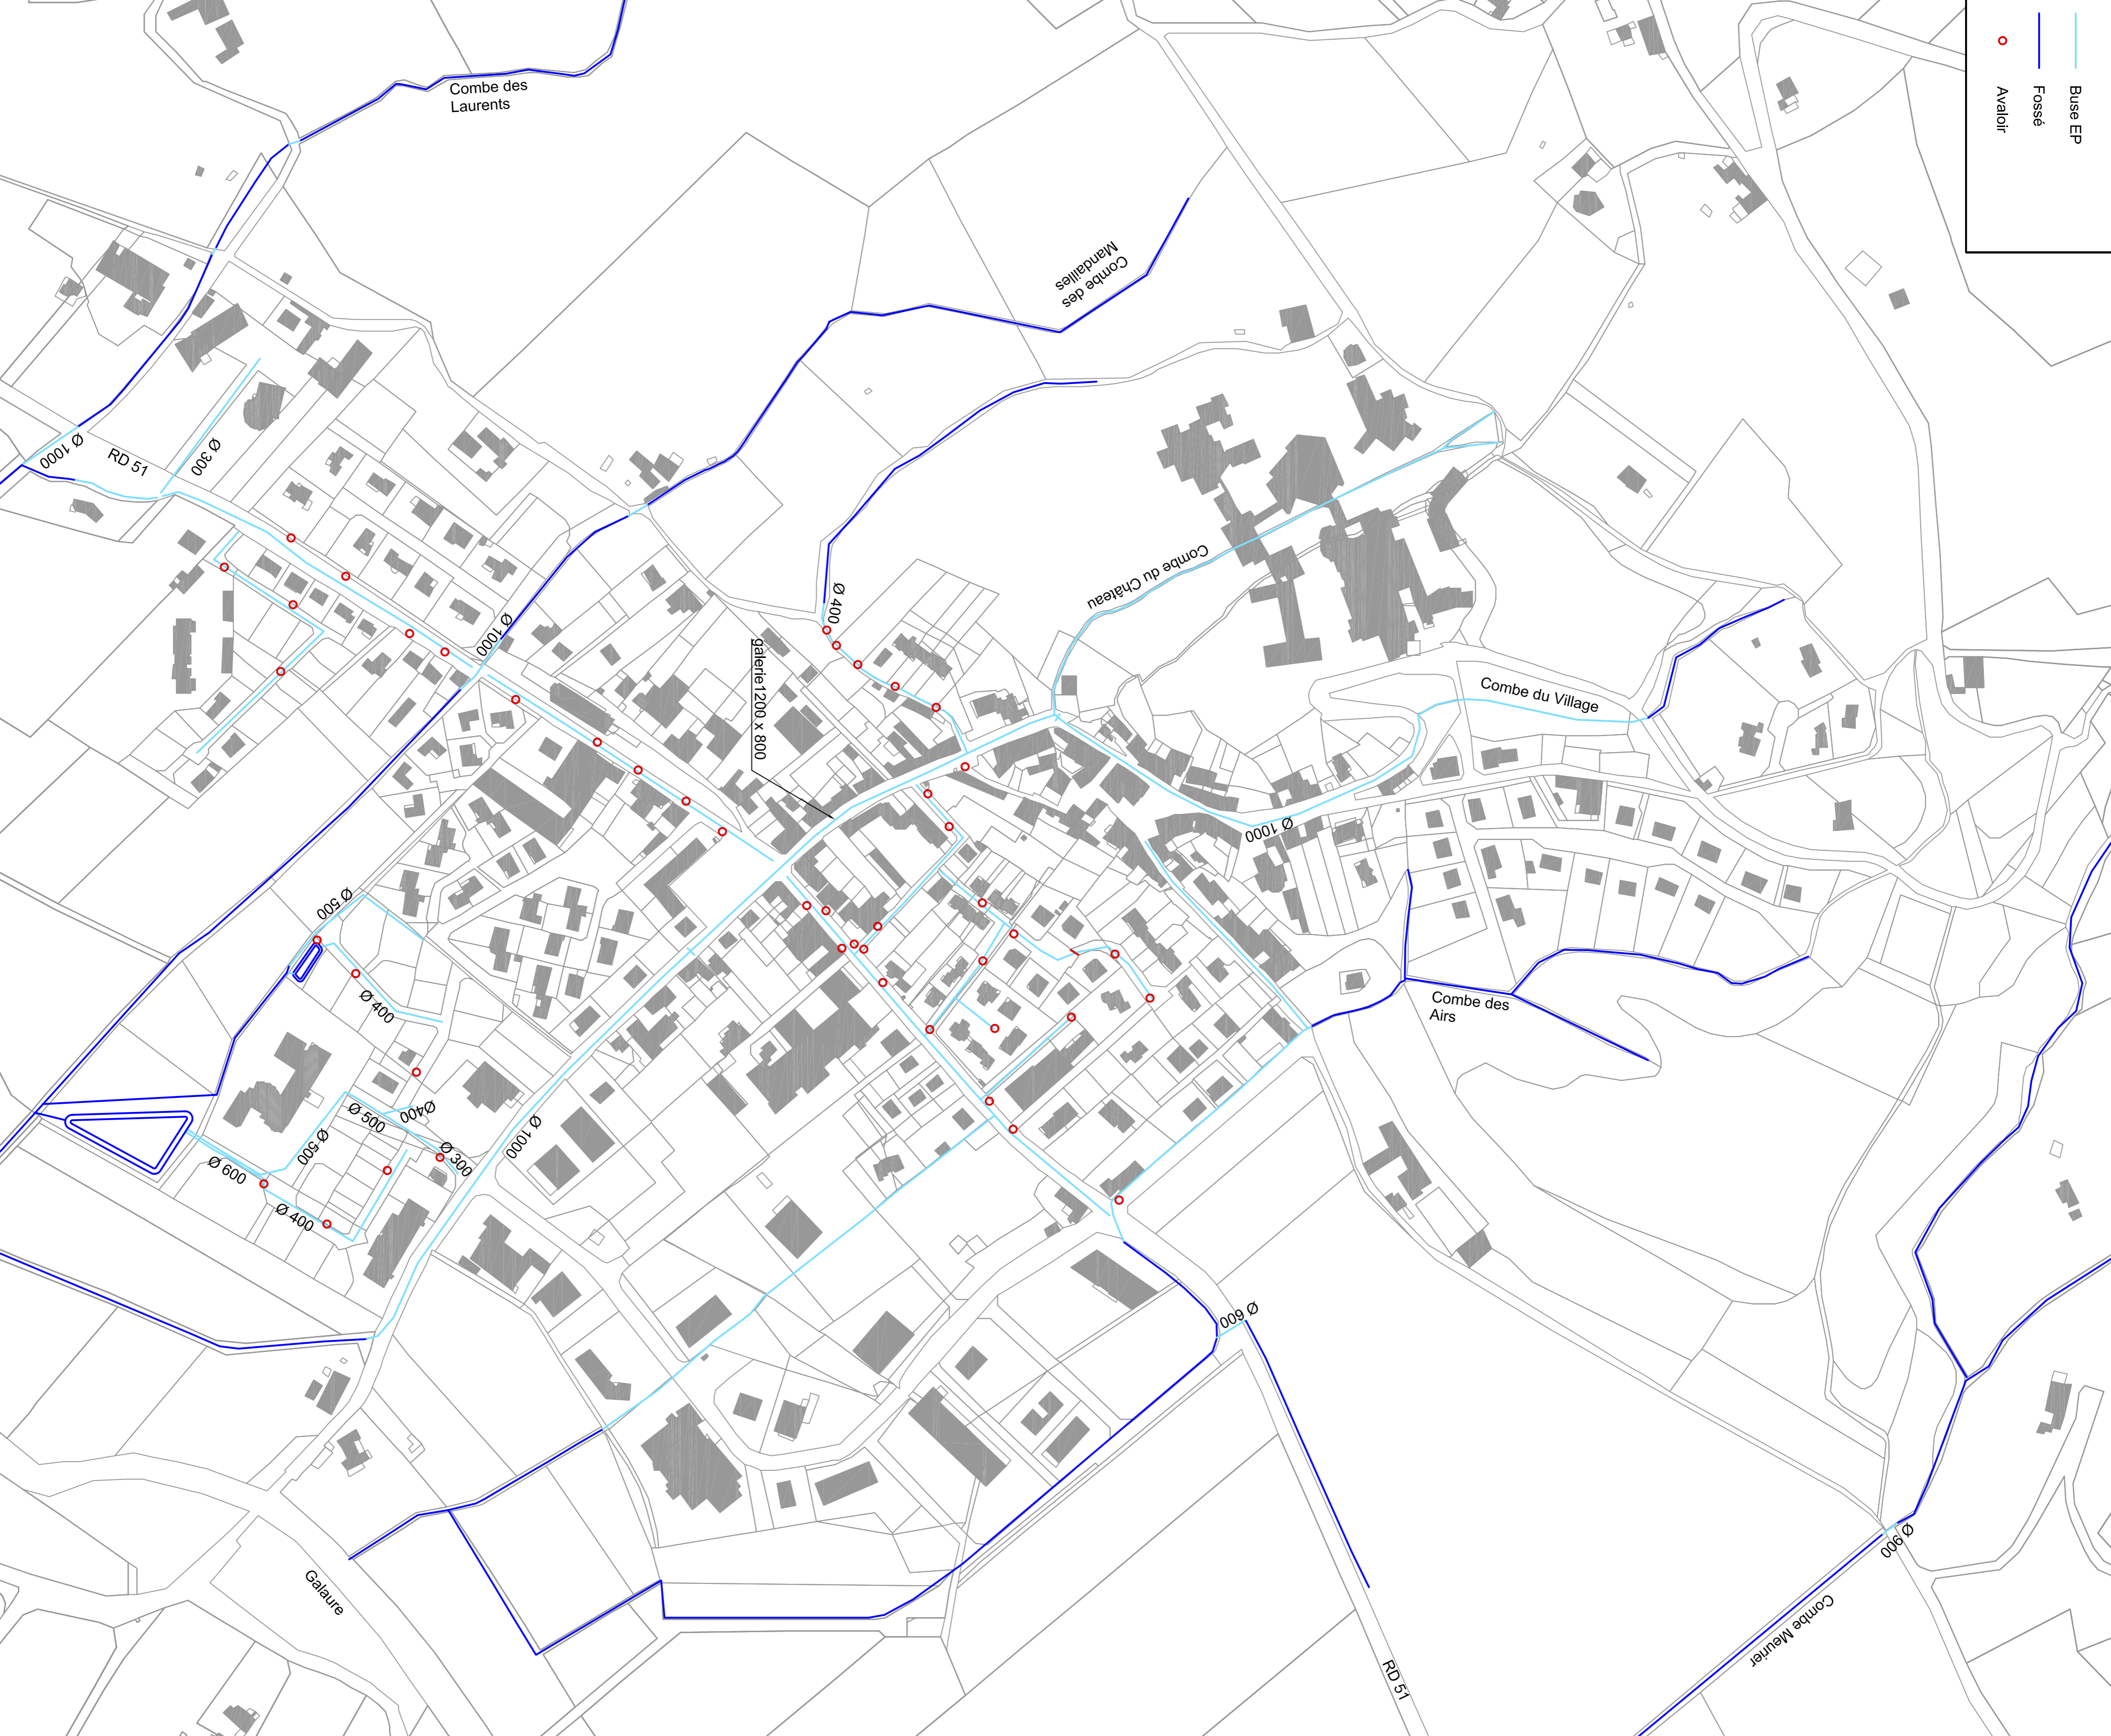 Buse EP
Fossé
Avaloir
Combe des
Laurents
Combe des
Mandailles
Ø 1000
RD 51
Ø 300
Combe du Château
Ø 400
Ø 1000
galerie1200 x 800
Combe du Village
Ø 1000
Ø 500
Ø 400
Combe des
Airs
Ø 500
Ø400
Ø 1000
Ø 500
Ø 300
Ø 600
Ø 400
Ø 600
Ø 900
Galaure
Combe Meurier
RD 51